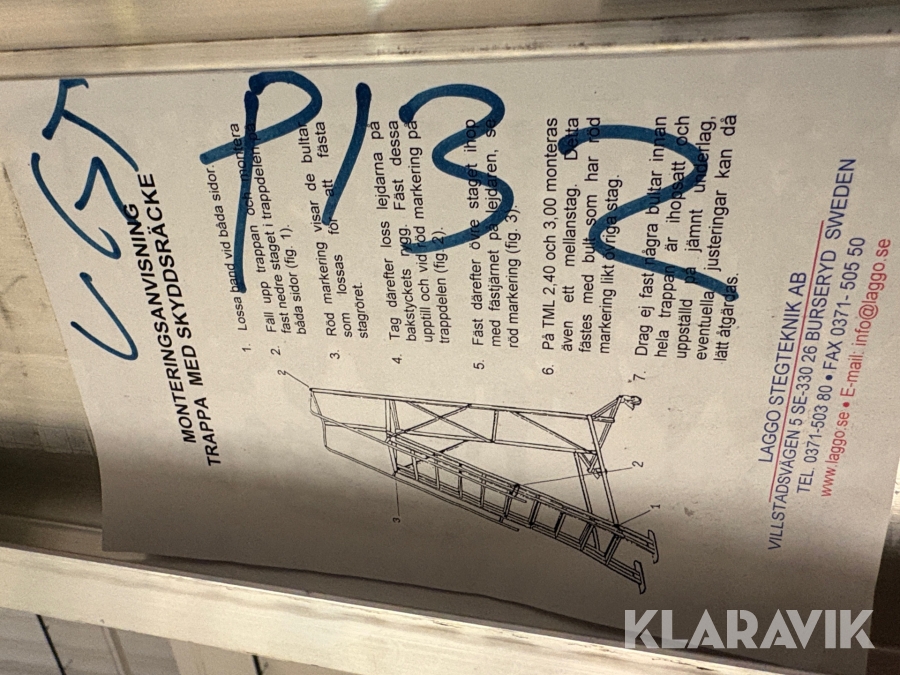 MONTERINGSANVISNING
TRAPPA MED SKYDDSRÄCKE
1. Lossa band vid båda sidor.
2. Fäll upp trappan och montera
fast nedre staget i trappdelen på
båda sidor (fig. 1).
3. Röd markering visar de bultar
som lossas för att fästa
stagröret.
4. Tag därefter loss lejdarna på
bakstyckets rygg. Fäst dessa
upptill och vid röd markering på
trappdelen (fig. 2).
5. Fäst därefter övre staget ihop
med fästjärnet på lejdaren, se
röd markering (fig. 3).
6. På TML 2,40 och 3,00 monteras
även ett mellanstag. Detta
fästes med bult som har röd
markering likt övriga stag.
7. Drag ej fast några bultar innan
hela trappan är ihopsatt och
uppställd på jämnt underlag,
eventuella justeringar kan då
lätt åtgärdas.
2
3
2
1
LAGGO STEGTEKNIK AB
VILLSTADSVÄGEN 5 SE-330 26 BURSERYD SWEDEN
TEL. 0371-503 80 • FAX 0371- 505 50
www.laggo.se • E-mail: info@laggo.se
KLARAVIK